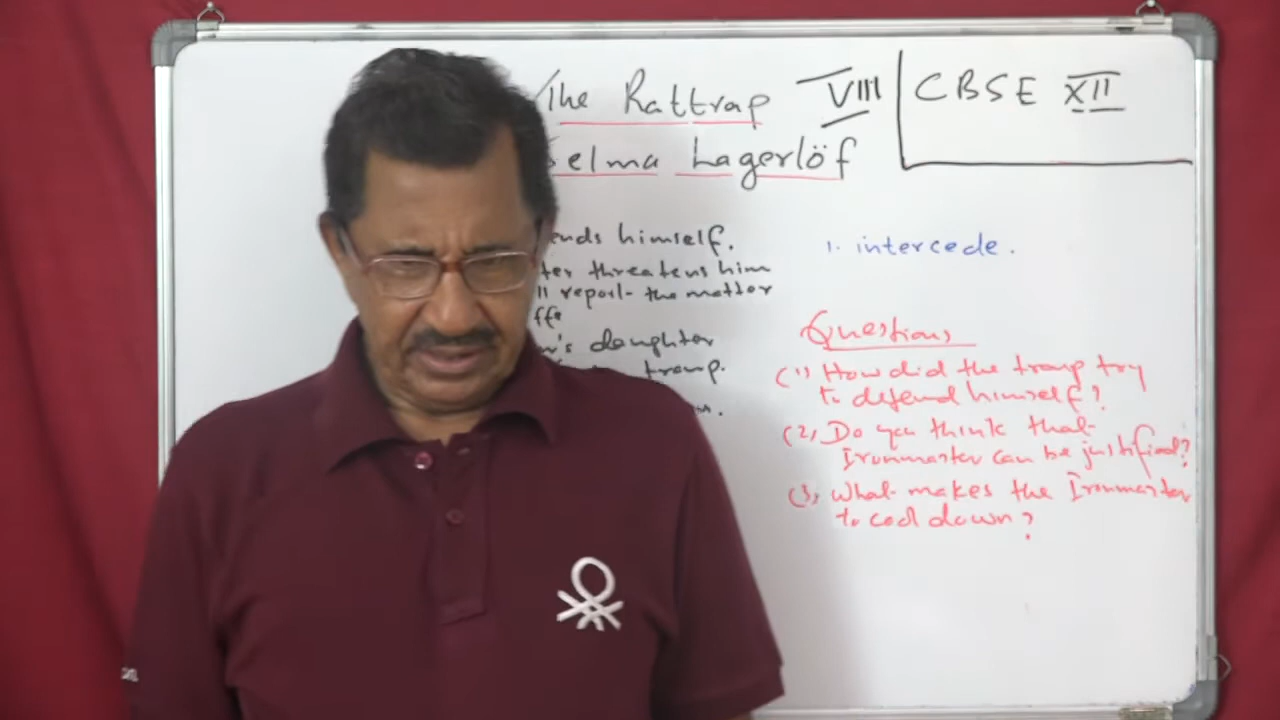 The Rattrap VIII
Selma Lagerlöf
CBSE XII
ends himself.
ter threatens him
ll report the matter
ffe
n's daughter
tramp.
1. intercede.
Questions
(1) How did the tramp try
to defend himself?
(2) Do you think that
Ironmaster can be justified?
(3) What makes the Ironmaster
to cool down?